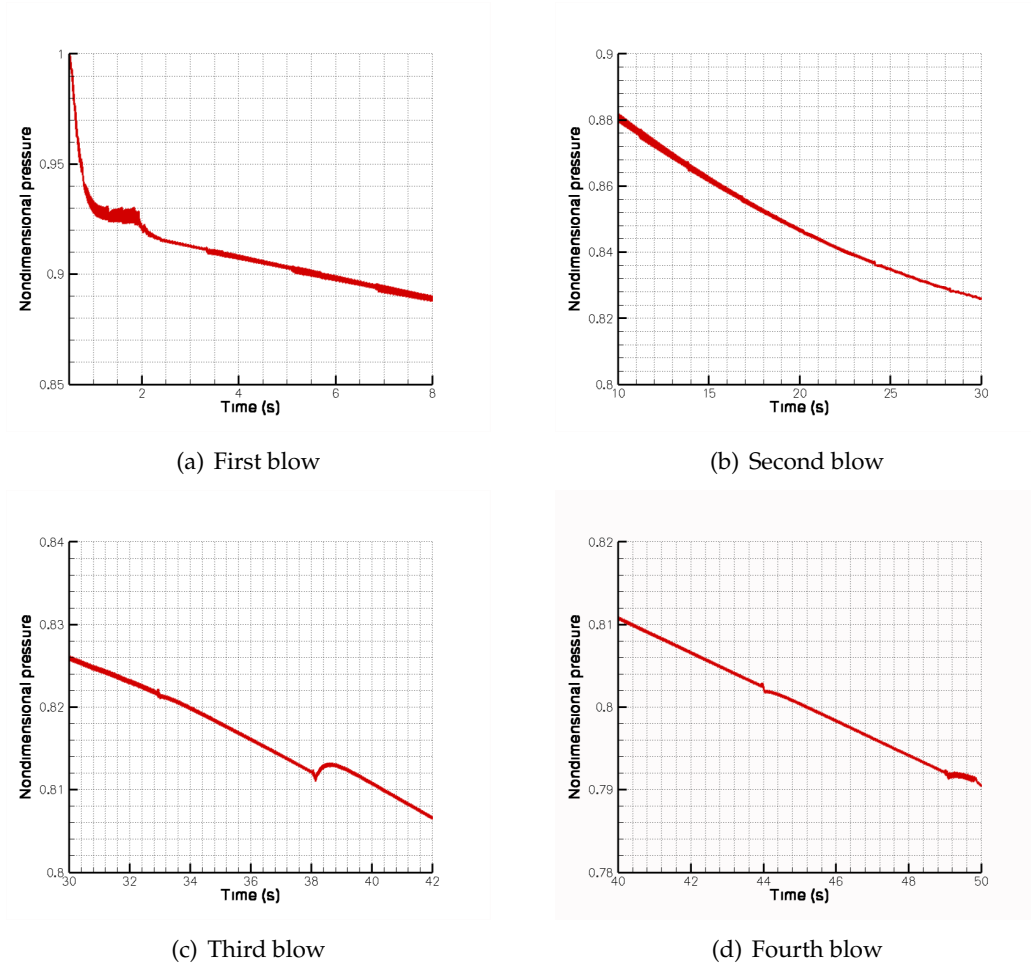 1
0.95
0.9
0.85
Nondimensional pressure
2 4 6 8
Time (s)
(a) First blow
0.9
0.88
0.86
0.84
0.82
0.8
Nondimensional pressure
10 15 20 25 30
Time (s)
(b) Second blow
0.84
0.83
0.82
0.81
0.8
Nondimensional pressure
30 32 34 36 38 40 42
Time (s)
(c) Third blow
0.82
0.81
0.8
0.79
0.78
Nondimensional pressure
40 42 44 46 48 50
Time (s)
(d) Fourth blow